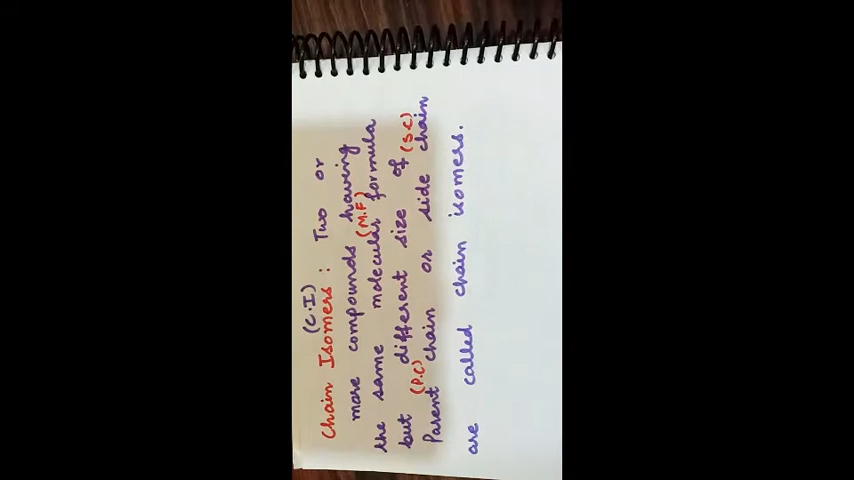 (C.I)
Chain Isomers : Two or
more compounds having
(M.F)
the same molecular formula
but different size of (S.C)
(P.C)
Parent chain or side chain
are called chain isomers.